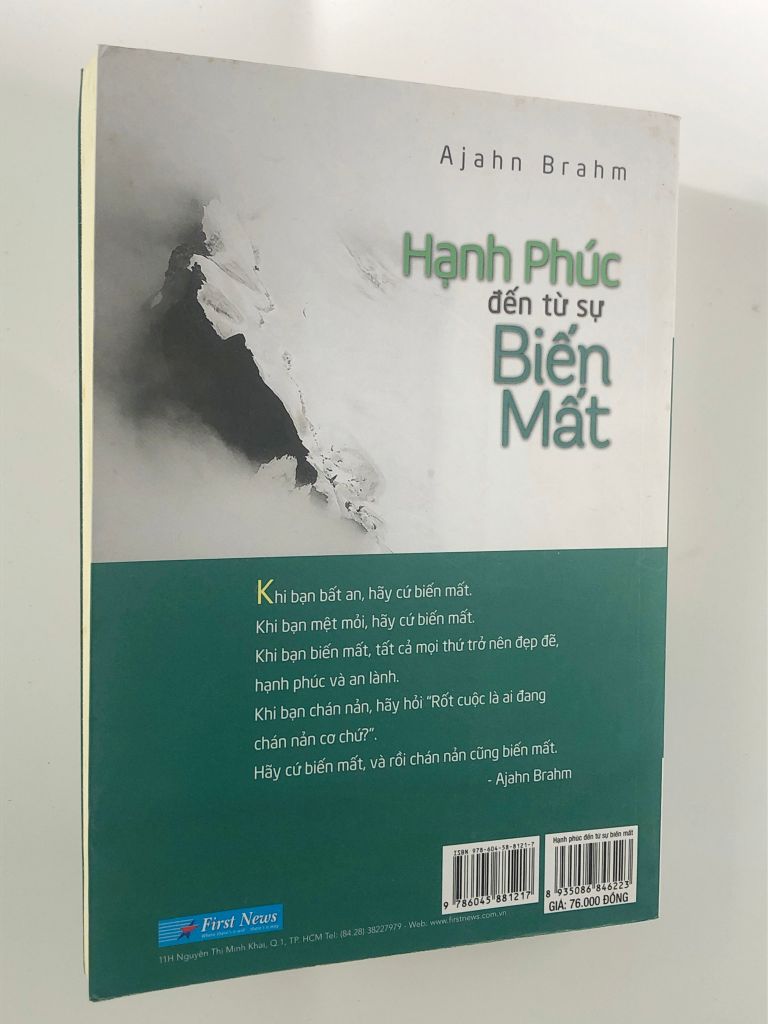 Ajahn Brahm
Hạnh Phúc
đến từ sự
Biến
Mất
Khi bạn bất an, hãy cứ biến mất.
Khi bạn mệt mỏi, hãy cứ biến mất.
Khi bạn biến mất, tất cả mọi thứ trở nên đẹp đẽ,
hạnh phúc và an lành.
Khi bạn chán nản, hãy hỏi “Rốt cuộc là ai đang
chán nản cơ chứ?”.
Hãy cứ biến mất, và rồi chán nản cũng biến mất.
- Ajahn Brahm
ISBN 978-604-58-8121-7
9 786045 881217
Hạnh phúc đến từ sự biến mất
8 935086 846223
GIÁ: 76.000 ĐỒNG
First News
Where there's a will there's a way
11H Nguyễn Thị Minh Khai, Q.1, TP. HCM Tel: (84 28) 38227979 - Web: www.firstnews.com.vn